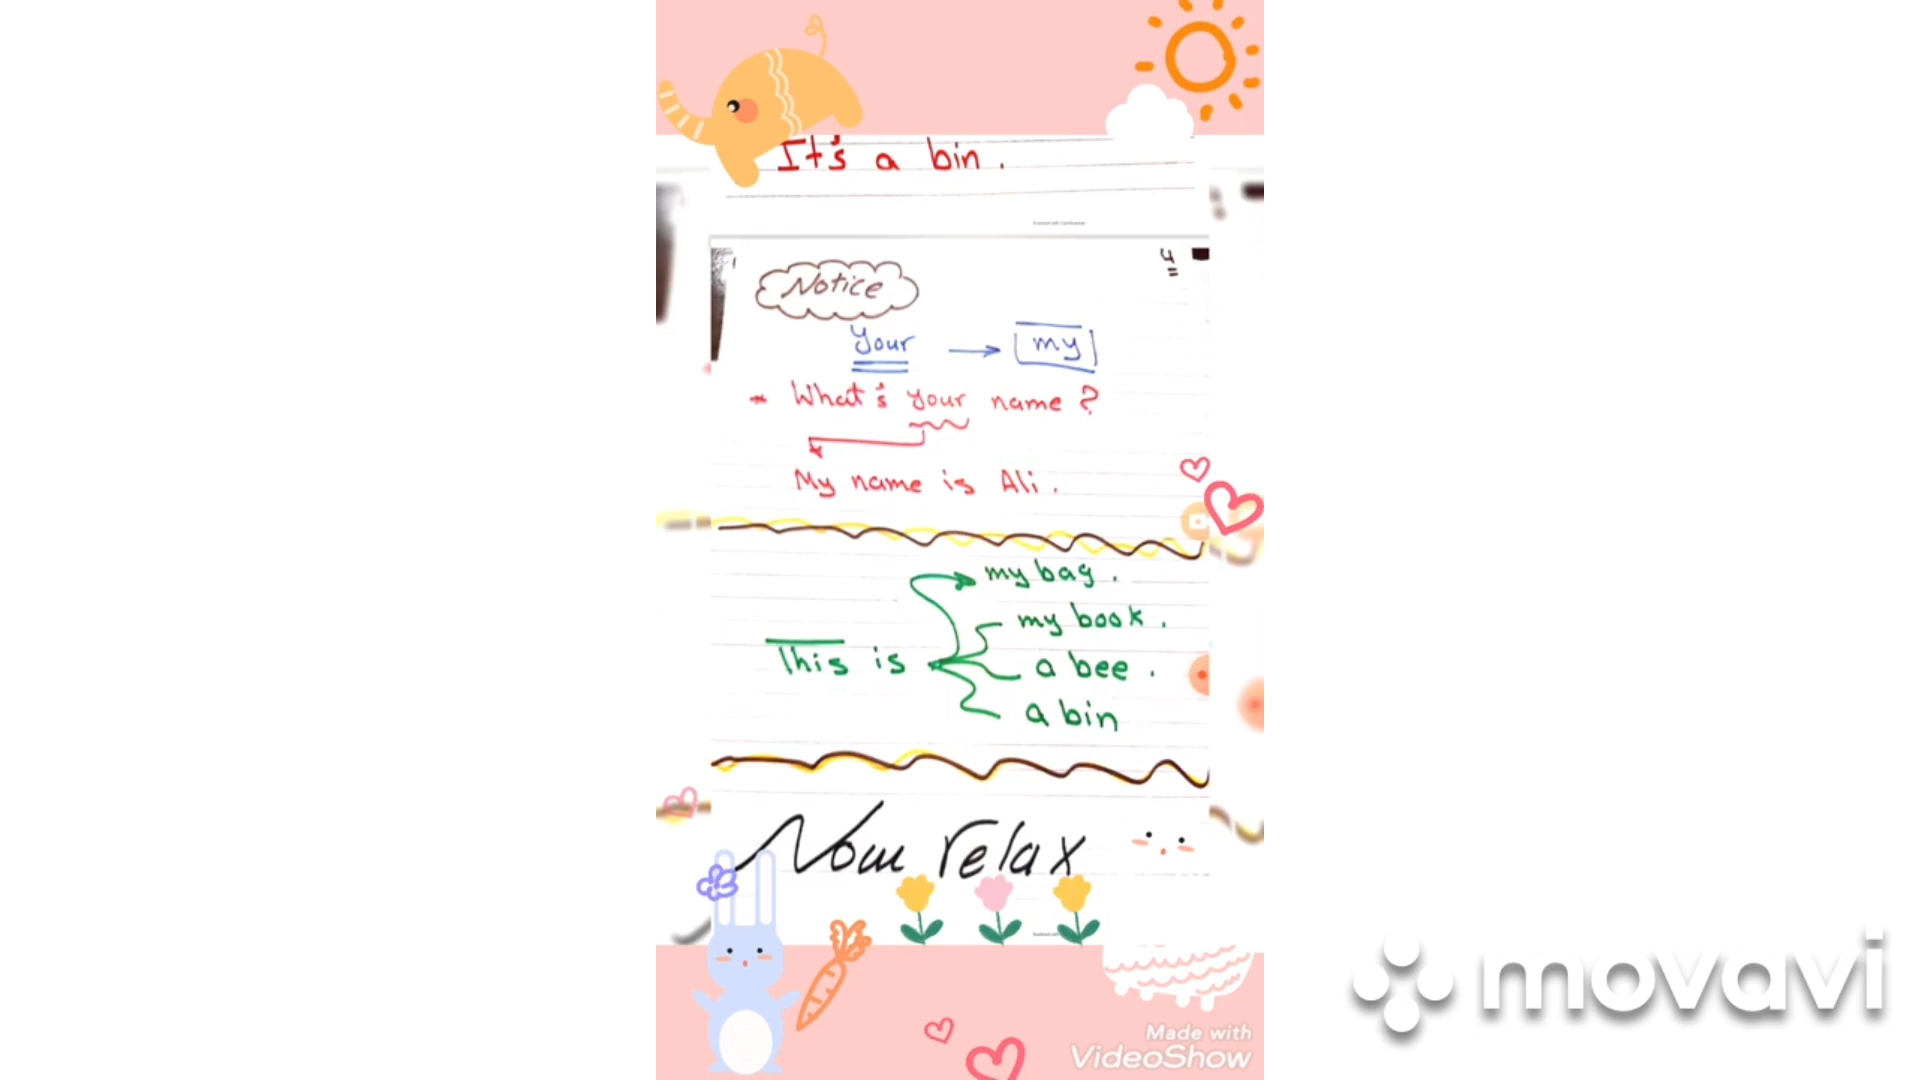 It's a bin.
4
Notice
Your → my
* What's your name?
My name is Ali.
my bag.
my book.
This is
a bee.
a bin
Now relax
movavi
Made with
VideoShow